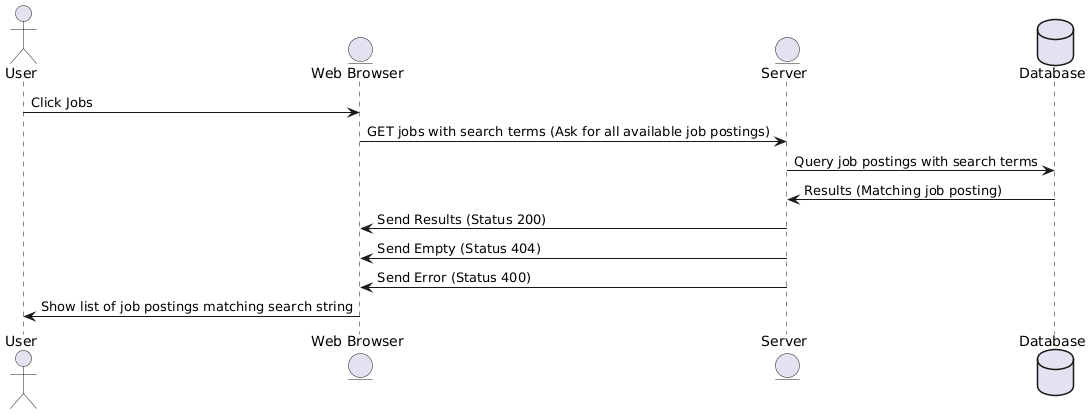 User
Web Browser
Server
Database
Click Jobs
GET jobs with search terms (Ask for all available job postings)
Query job postings with search terms
Results (Matching job posting)
Send Results (Status 200)
Send Empty (Status 404)
Send Error (Status 400)
Show list of job postings matching search string
User
Web Browser
Server
Database